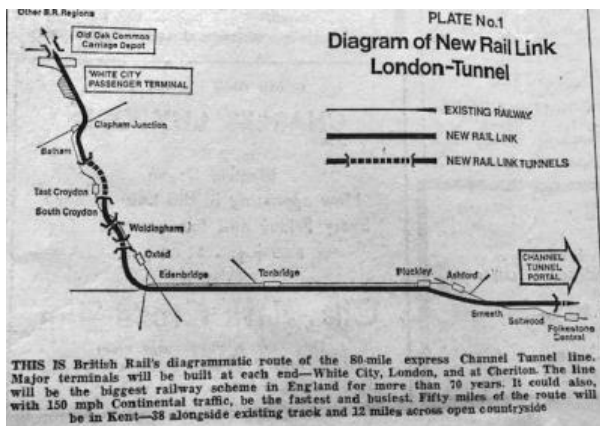 Other B.R. Regions
PLATE No.1
Diagram of New Rail Link
London-Tunnel
Old Oak Common
Carriage Depot
WHITE CITY
PASSENGER TERMINAL
EXISTING RAILWAY
NEW RAIL LINK
NEW RAIL LINK TUNNELS
Clapham Junction
Balham
East Croydon
South Croydon
Woldingham
Oxted
Edenbridge
Tonbridge
Pluckley
Ashford
CHANNEL
TUNNEL
PORTAL
Smeeth
Saltwood
Folkestone
Central
THIS IS British Rail's diagrammatic route of the 80-mile express Channel Tunnel line.
Major terminals will be built at each end—White City, London, and at Cheriton. The line
will be the biggest railway scheme in England for more than 70 years. It could also,
with 150 mph Continental traffic, be the fastest and busiest. Fifty miles of the route will
be in Kent—38 alongside existing track and 12 miles across open countryside